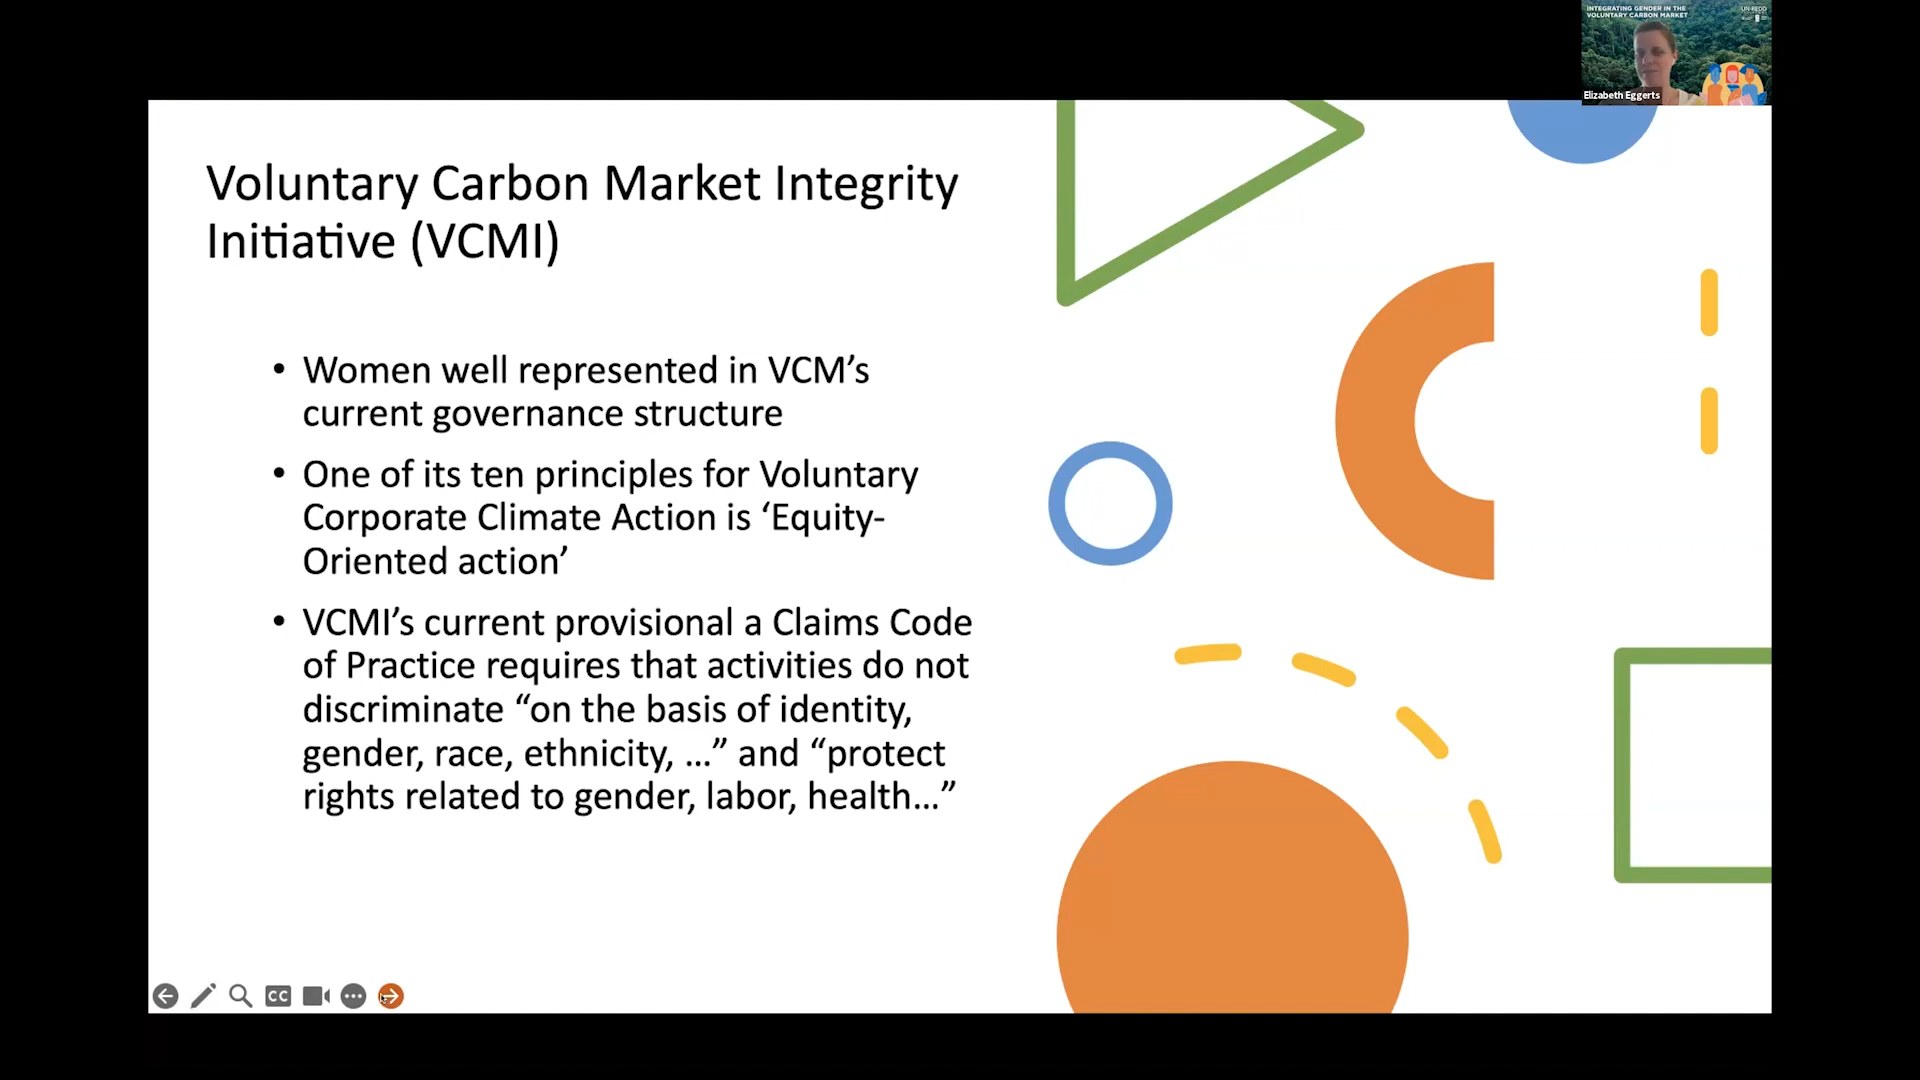 INTEGRATING GENDER IN THE
VOLUNTARY CARBON MARKET
UN-REDD
Elizabeth Eggerts
Voluntary Carbon Market Integrity
Initiative (VCMI)
• Women well represented in VCM’s
current governance structure
• One of its ten principles for Voluntary
Corporate Climate Action is ‘Equity-
Oriented action’
• VCMI’s current provisional a Claims Code
of Practice requires that activities do not
discriminate “on the basis of identity,
gender, race, ethnicity, …” and “protect
rights related to gender, labor, health…”
CC